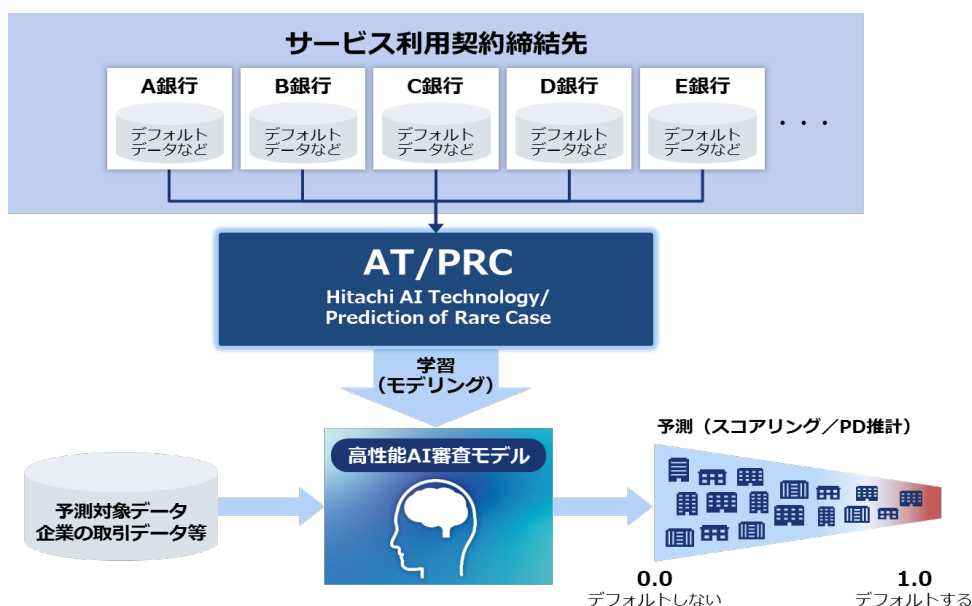 サービス利用契約締結先
A銀行
B銀行
C銀行
D銀行
E銀行
デフォルト
データなど
デフォルト
データなど
デフォルト
データなど
デフォルト
データなど
デフォルト
データなど
・・・
AT/PRC
Hitachi AI Technology/
Prediction of Rare Case
学習
（モデリング）
予測対象データ
企業の取引データ等
高性能AI審査モデル
予測（スコアリング／PD推計）
0.0
デフォルトしない
1.0
デフォルトする